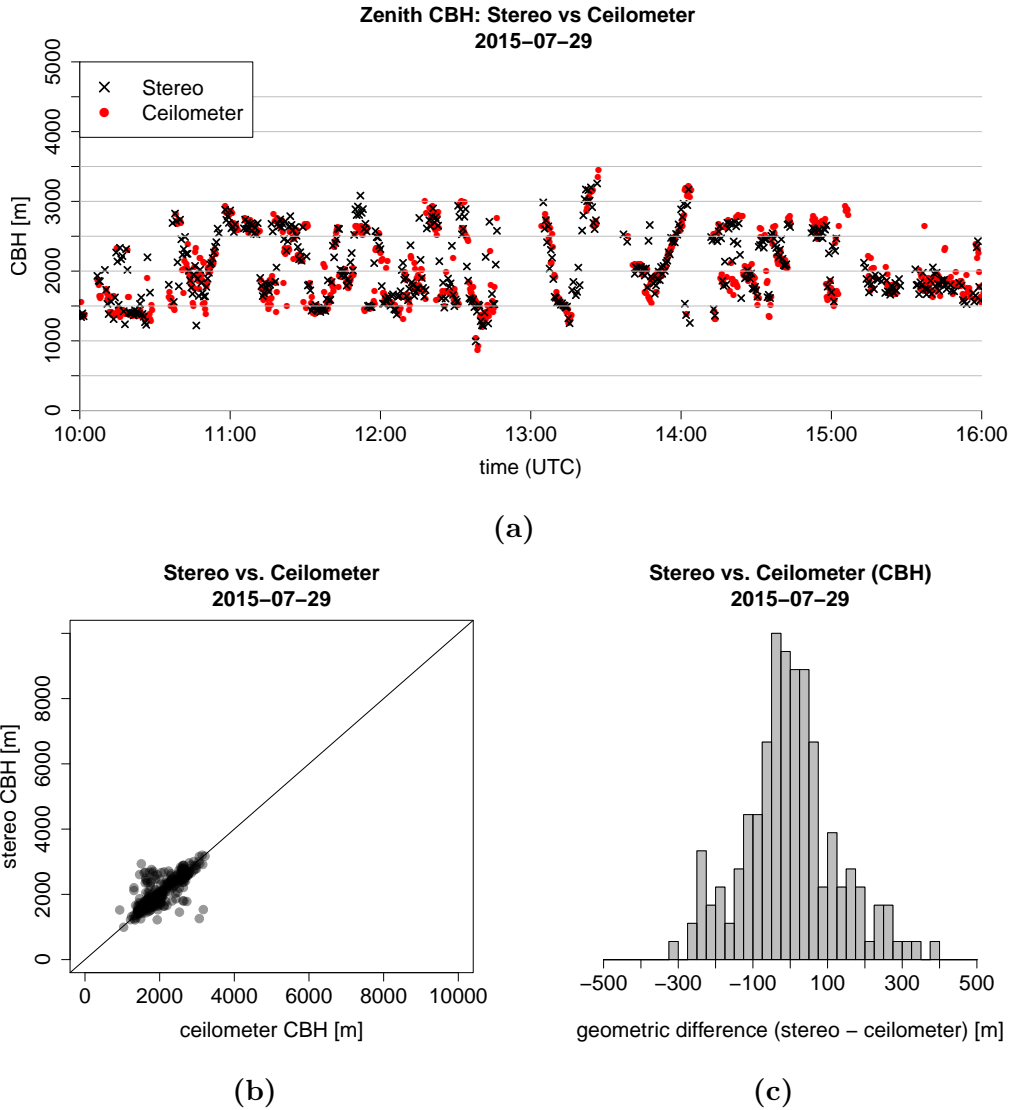 Zenith CBH: Stereo vs Ceilometer
2015−07−29
CBH [m]
5000
4000
3000
2000
1000
0
Stereo
Ceilometer
10:00 11:00 12:00 13:00 14:00 15:00 16:00
time (UTC)
(a)
Stereo vs. Ceilometer
2015−07−29
stereo CBH [m]
8000
6000
4000
2000
0
0 2000 4000 6000 8000 10000
ceilometer CBH [m]
(b)
Stereo vs. Ceilometer (CBH)
2015−07−29
−500 −300 −100 100 300 500
geometric difference (stereo − ceilometer) [m]
(c)